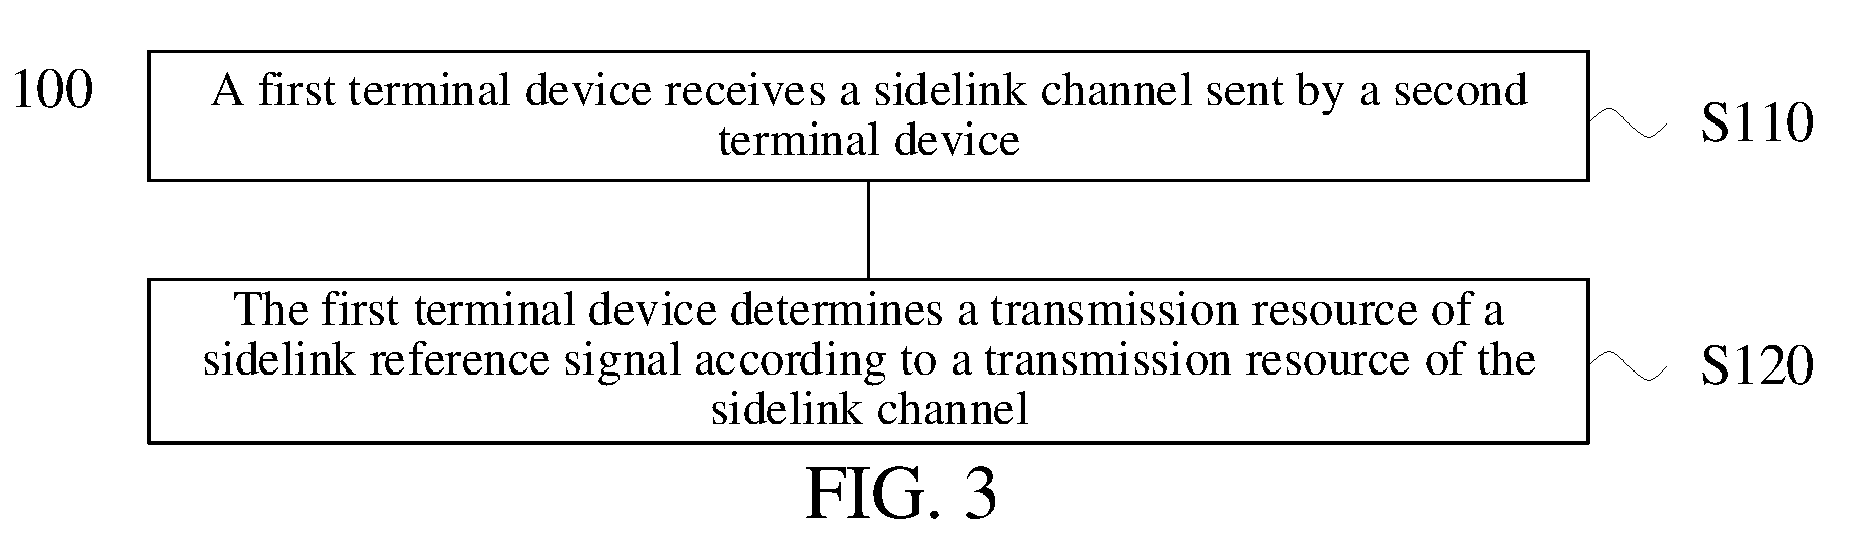 100
A first terminal device receives a sidelink channel sent by a second
terminal device
S110
The first terminal device determines a transmission resource of a
sidelink reference signal according to a transmission resource of the
sidelink channel
S120
FIG. 3